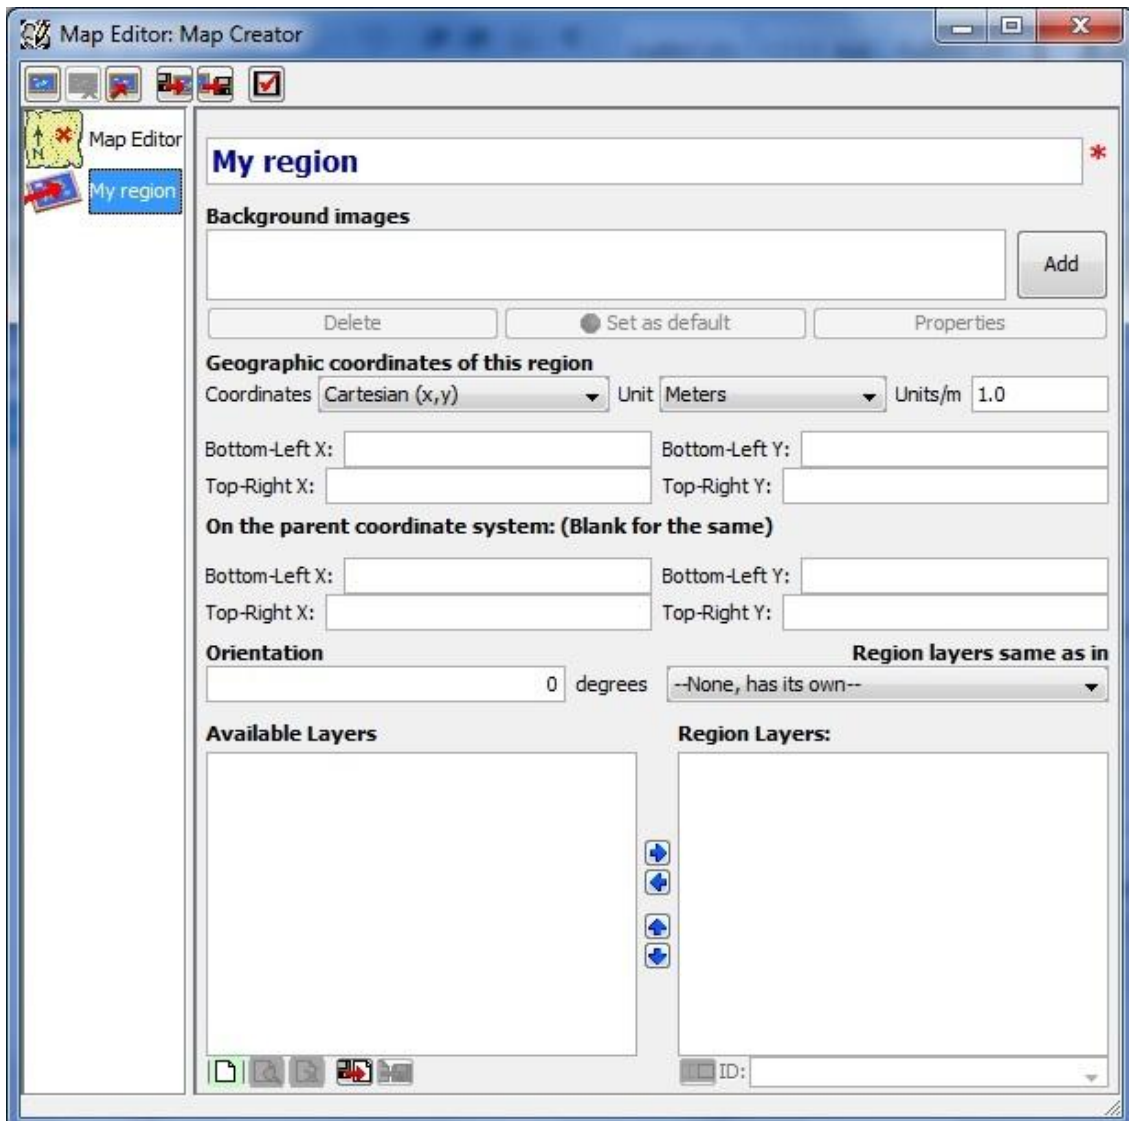 Map Editor: Map Creator
Map Editor
My region
My region *
Background images
Add
Delete Set as default Properties
Geographic coordinates of this region
Coordinates Cartesian (x,y) Unit Meters Units/m 1.0
Bottom-Left X: Bottom-Left Y:
Top-Right X: Top-Right Y:
On the parent coordinate system: (Blank for the same)
Bottom-Left X: Bottom-Left Y:
Top-Right X: Top-Right Y:
Orientation Region layers same as in
0 degrees --None, has its own--
Available Layers Region Layers:
ID: